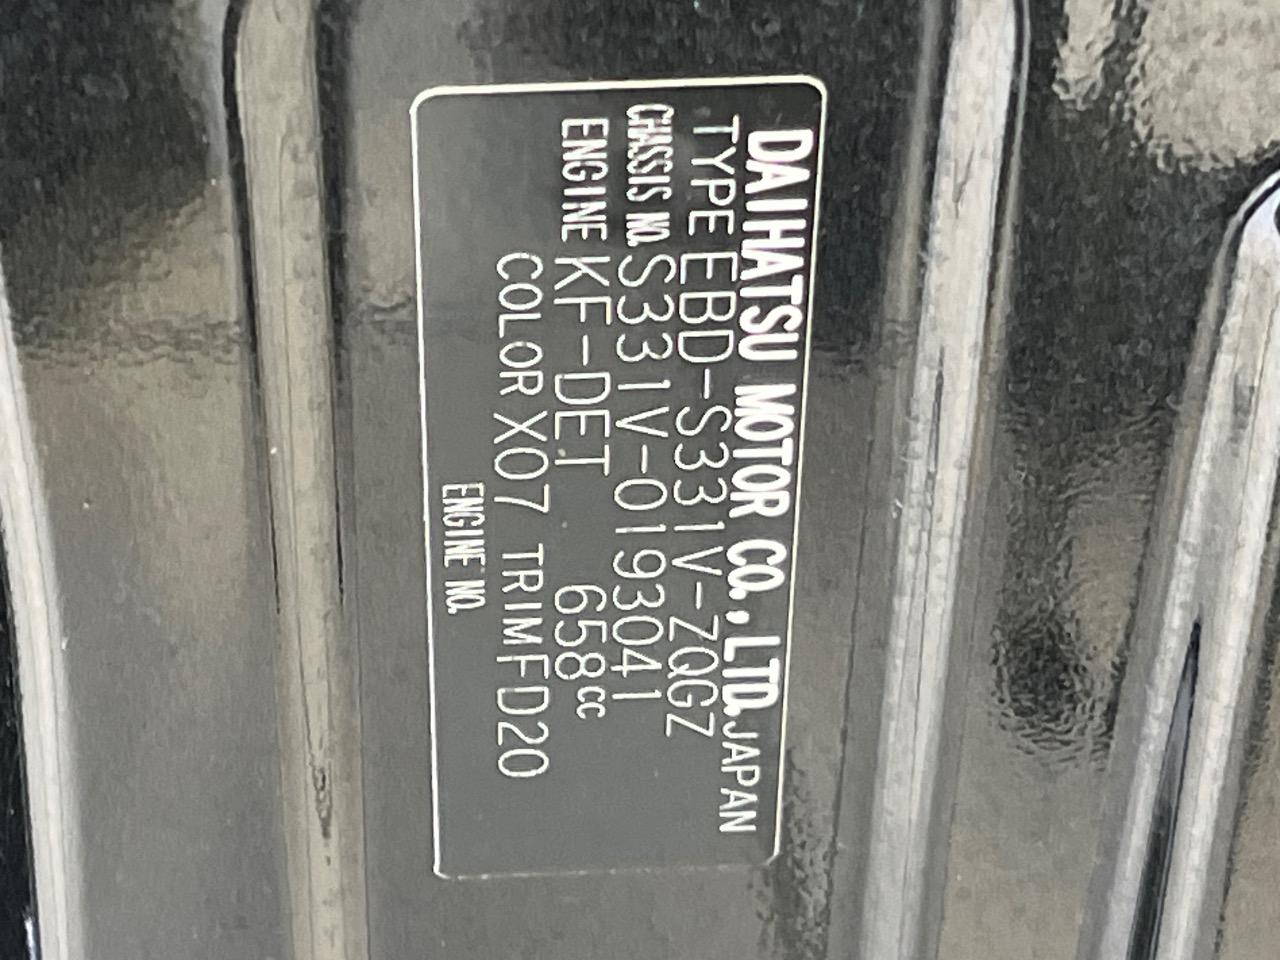 DAIHATSU MOTOR CO., LTD. JAPAN
TYPE EBD-S331V-ZQGZ
CHASSIS NO. S331V-0193041
ENGINE KF-DET 658cc
COLOR X07 TRIM FD20
ENGINE NO.